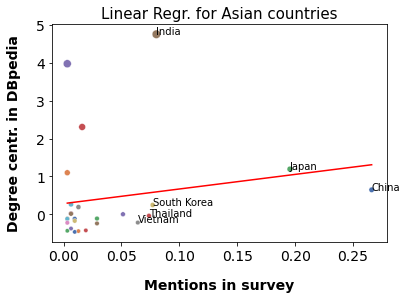 Linear Regr. for Asian countries
Degree centr. in DBpedia
5
4
3
2
1
0
India
Japan
China
South Korea
Thailand
Vietnam
0.00 0.05 0.10 0.15 0.20 0.25
Mentions in survey